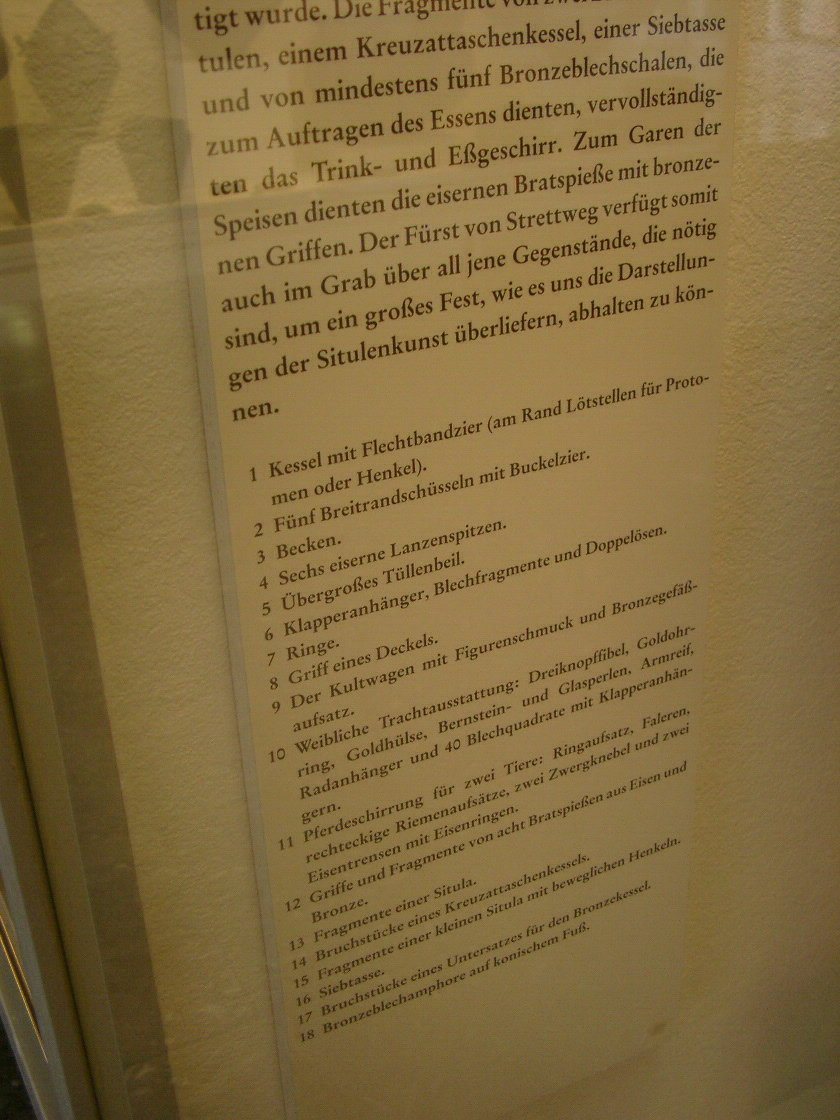 tigt wurde. Die Fragmente von
tulen, einem Kreuzattaschenkessel, einer Siebtasse
und von mindestens fünf Bronzeblechschalen, die
zum Auftragen des Essens dienten, vervollständig-
ten das Trink- und Eßgeschirr. Zum Garen der
Speisen dienten die eisernen Bratspieße mit bronze-
nen Griffen. Der Fürst von Strettweg verfügt somit
auch im Grab über all jene Gegenstände, die nötig
sind, um ein großes Fest, wie es uns die Darstellun-
gen der Situlenkunst überliefern, abhalten zu kön-
nen.
1 Kessel mit Flechtbandzier (am Rand Lötstellen für Proto-
men oder Henkel).
2 Fünf Breitrandschüsseln mit Buckelzier.
3 Becken.
4 Sechs eiserne Lanzenspitzen.
5 Übergroßes Tüllenbeil.
6 Klapperanhänger, Blechfragmente und Doppelösen.
7 Ringe.
8 Griff eines Deckels.
9 Der Kultwagen mit Figurenschmuck und Bronzegefäß-
aufsatz.
10 Weibliche Trachtausstattung: Dreiknopffibel, Goldohr-
ring, Goldhülse, Bernstein- und Glasperlen, Armreif,
Radanhänger und 40 Blechquadrate mit Klapperanhän-
gern.
11 Pferdeschirrung für zwei Tiere: Ringaufsatz, Faleren,
rechteckige Riemenaufsätze, zwei Zwergknebel und zwei
Eisentrensen mit Eisenringen.
12 Griffe und Fragmente von acht Bratspießen aus Eisen und
Bronze.
13 Fragmente einer Situla.
14 Bruchstücke eines Kreuzattaschenkessels.
15 Fragmente einer kleinen Situla mit beweglichen Henkeln.
16 Siebtasse.
17 Bruchstücke eines Untersatzes für den Bronzekessel.
18 Bronzeblechamphore auf konischem Fuß.